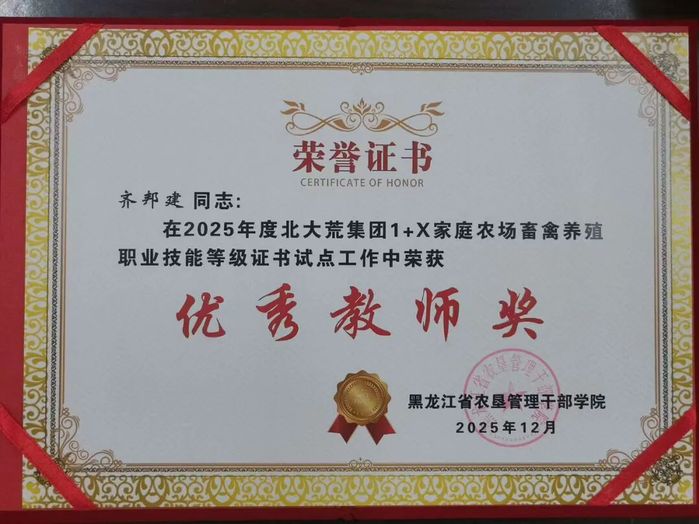 荣誉证书
CERTIFICATE OF HONOR
齐邦建 同志:
在2025年度北大荒集团1+X家庭农场畜禽养殖
职业技能等级证书试点工作中荣获
优秀教师奖
黑龙江省农垦管理干部学院
2025年12月